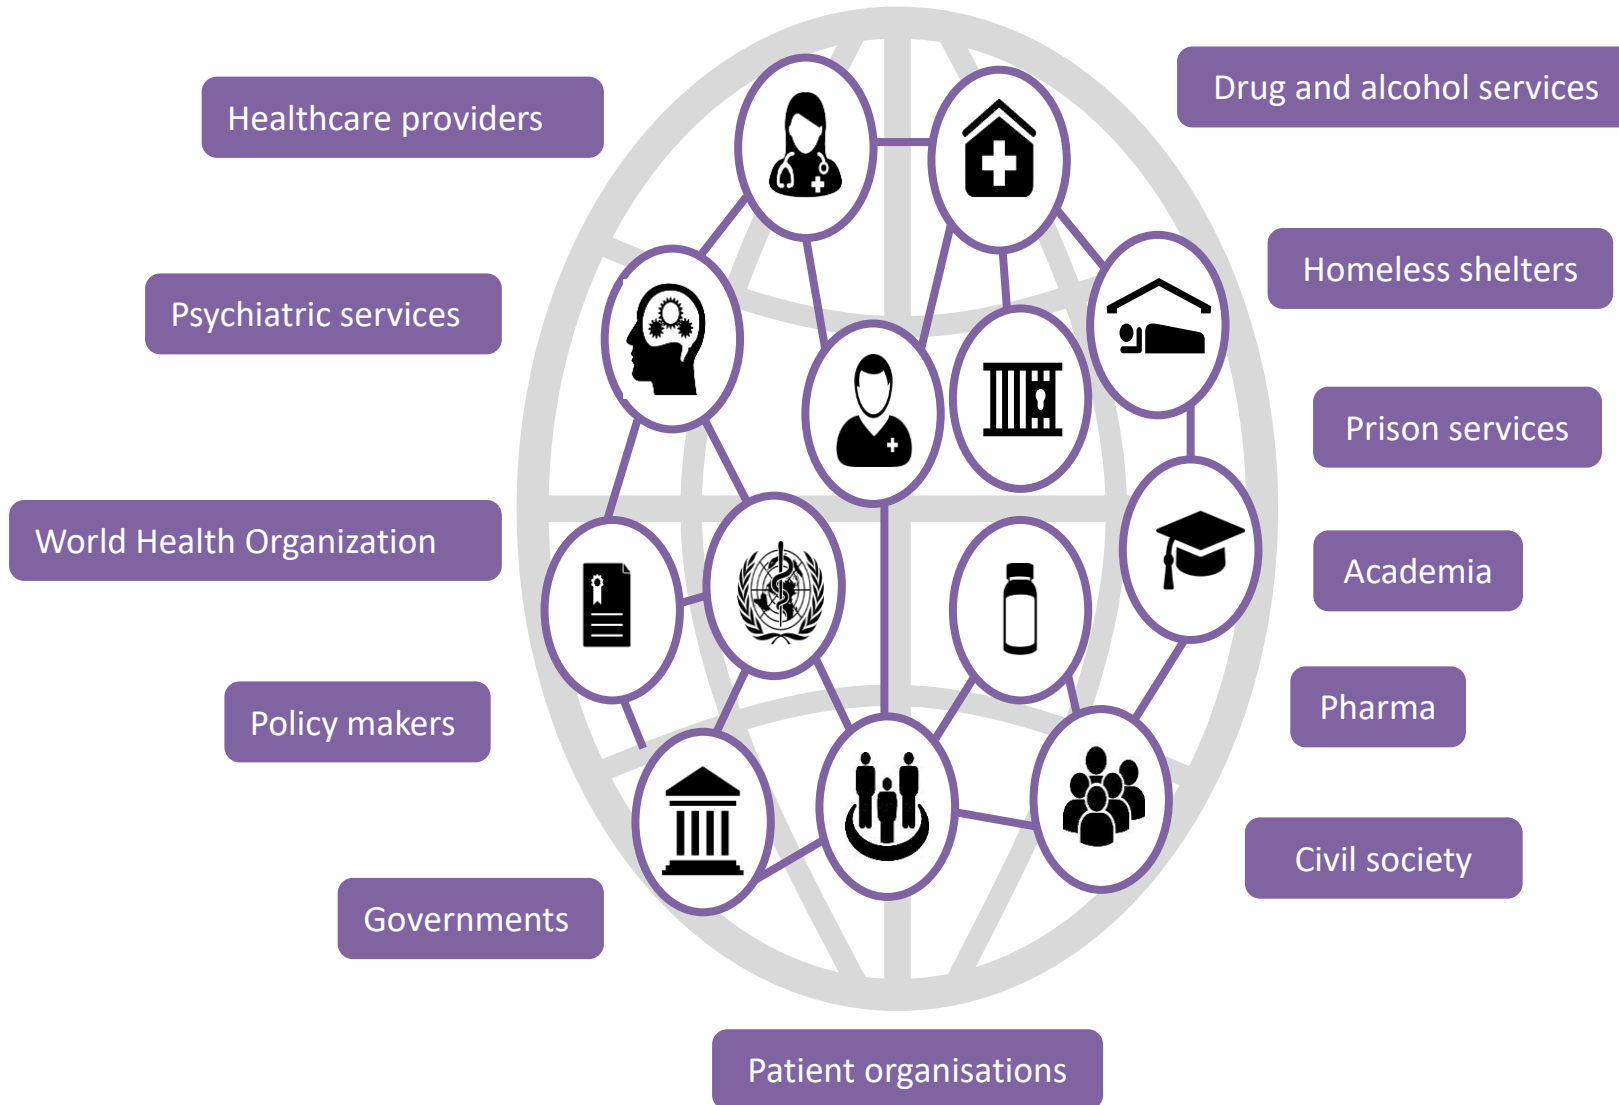 Healthcare providers
Drug and alcohol services
Homeless shelters
Psychiatric services
Prison services
World Health Organization
Academia
Pharma
Policy makers
Civil society
Governments
Patient organisations